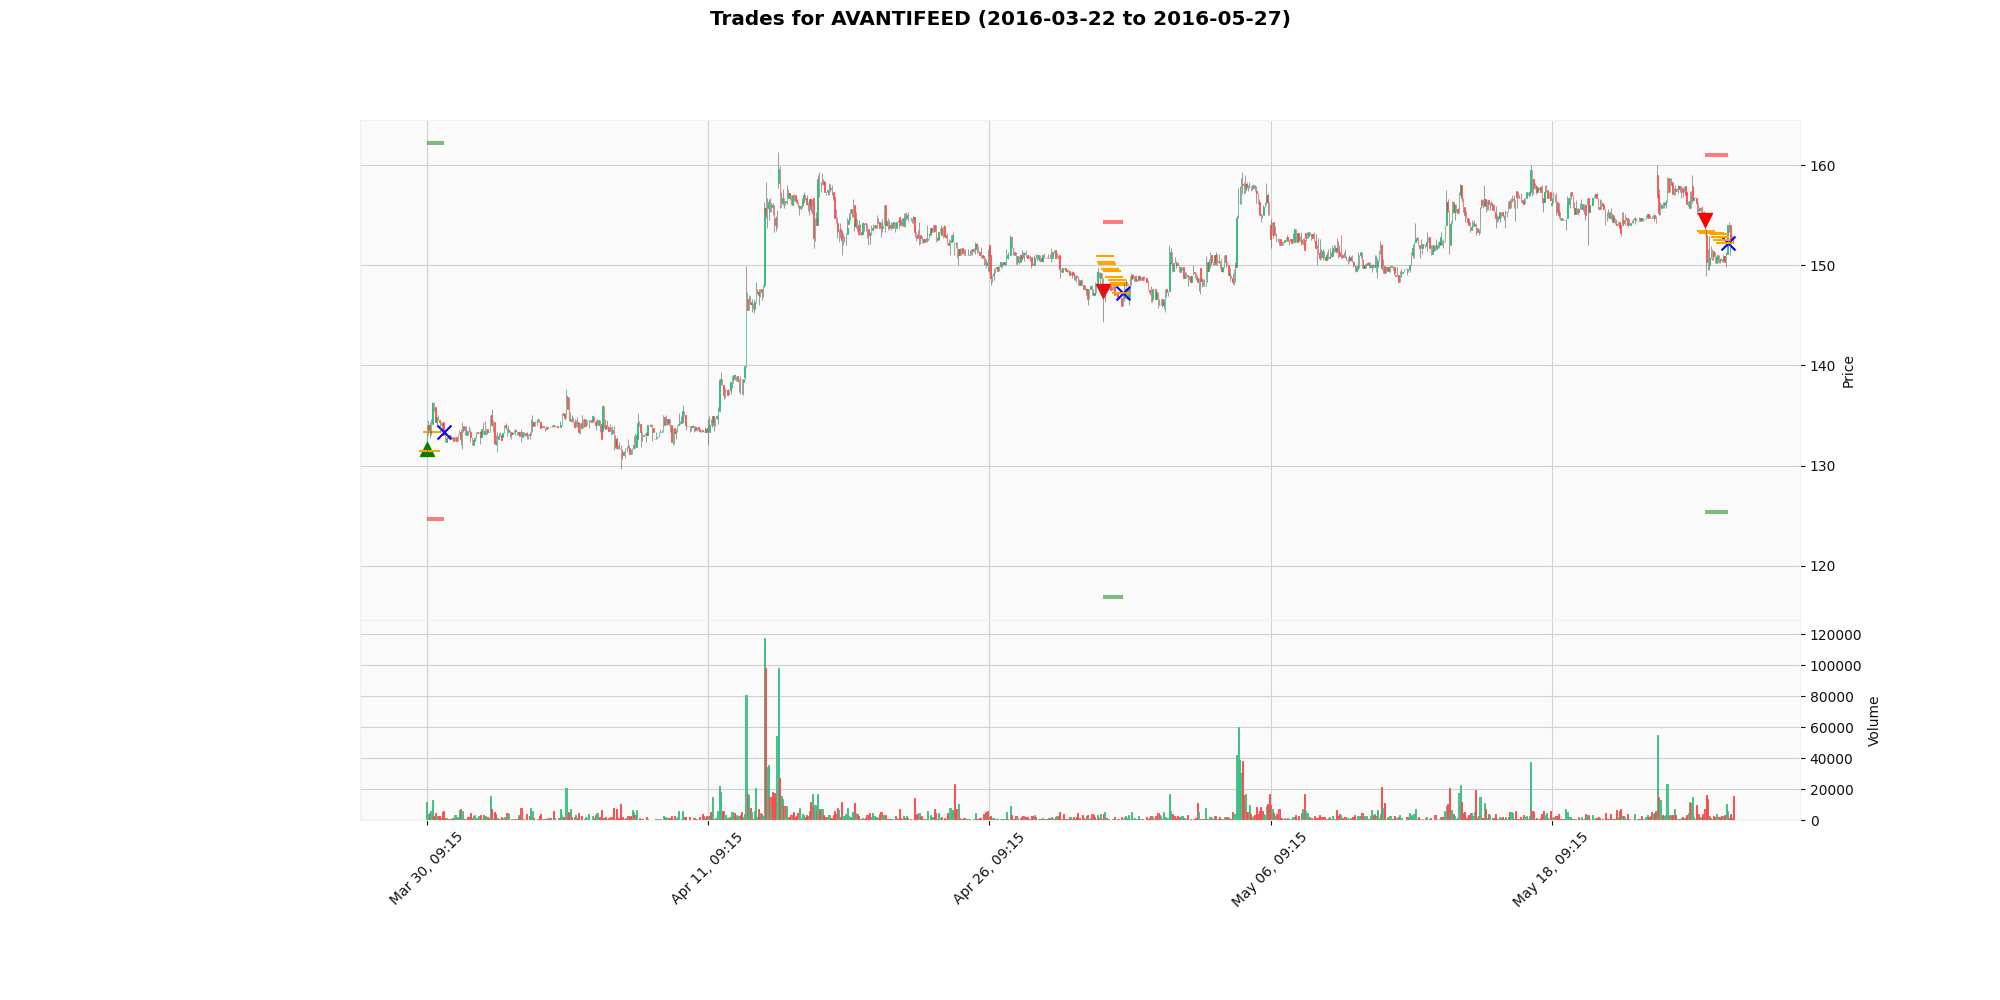 Trades for AVANTIFEED (2016-03-22 to 2016-05-27)
160
150
140
130
120
Price
120000
100000
80000
60000
40000
20000
0
Volume
Mar 30, 09:15
Apr 11, 09:15
Apr 26, 09:15
May 06, 09:15
May 18, 09:15